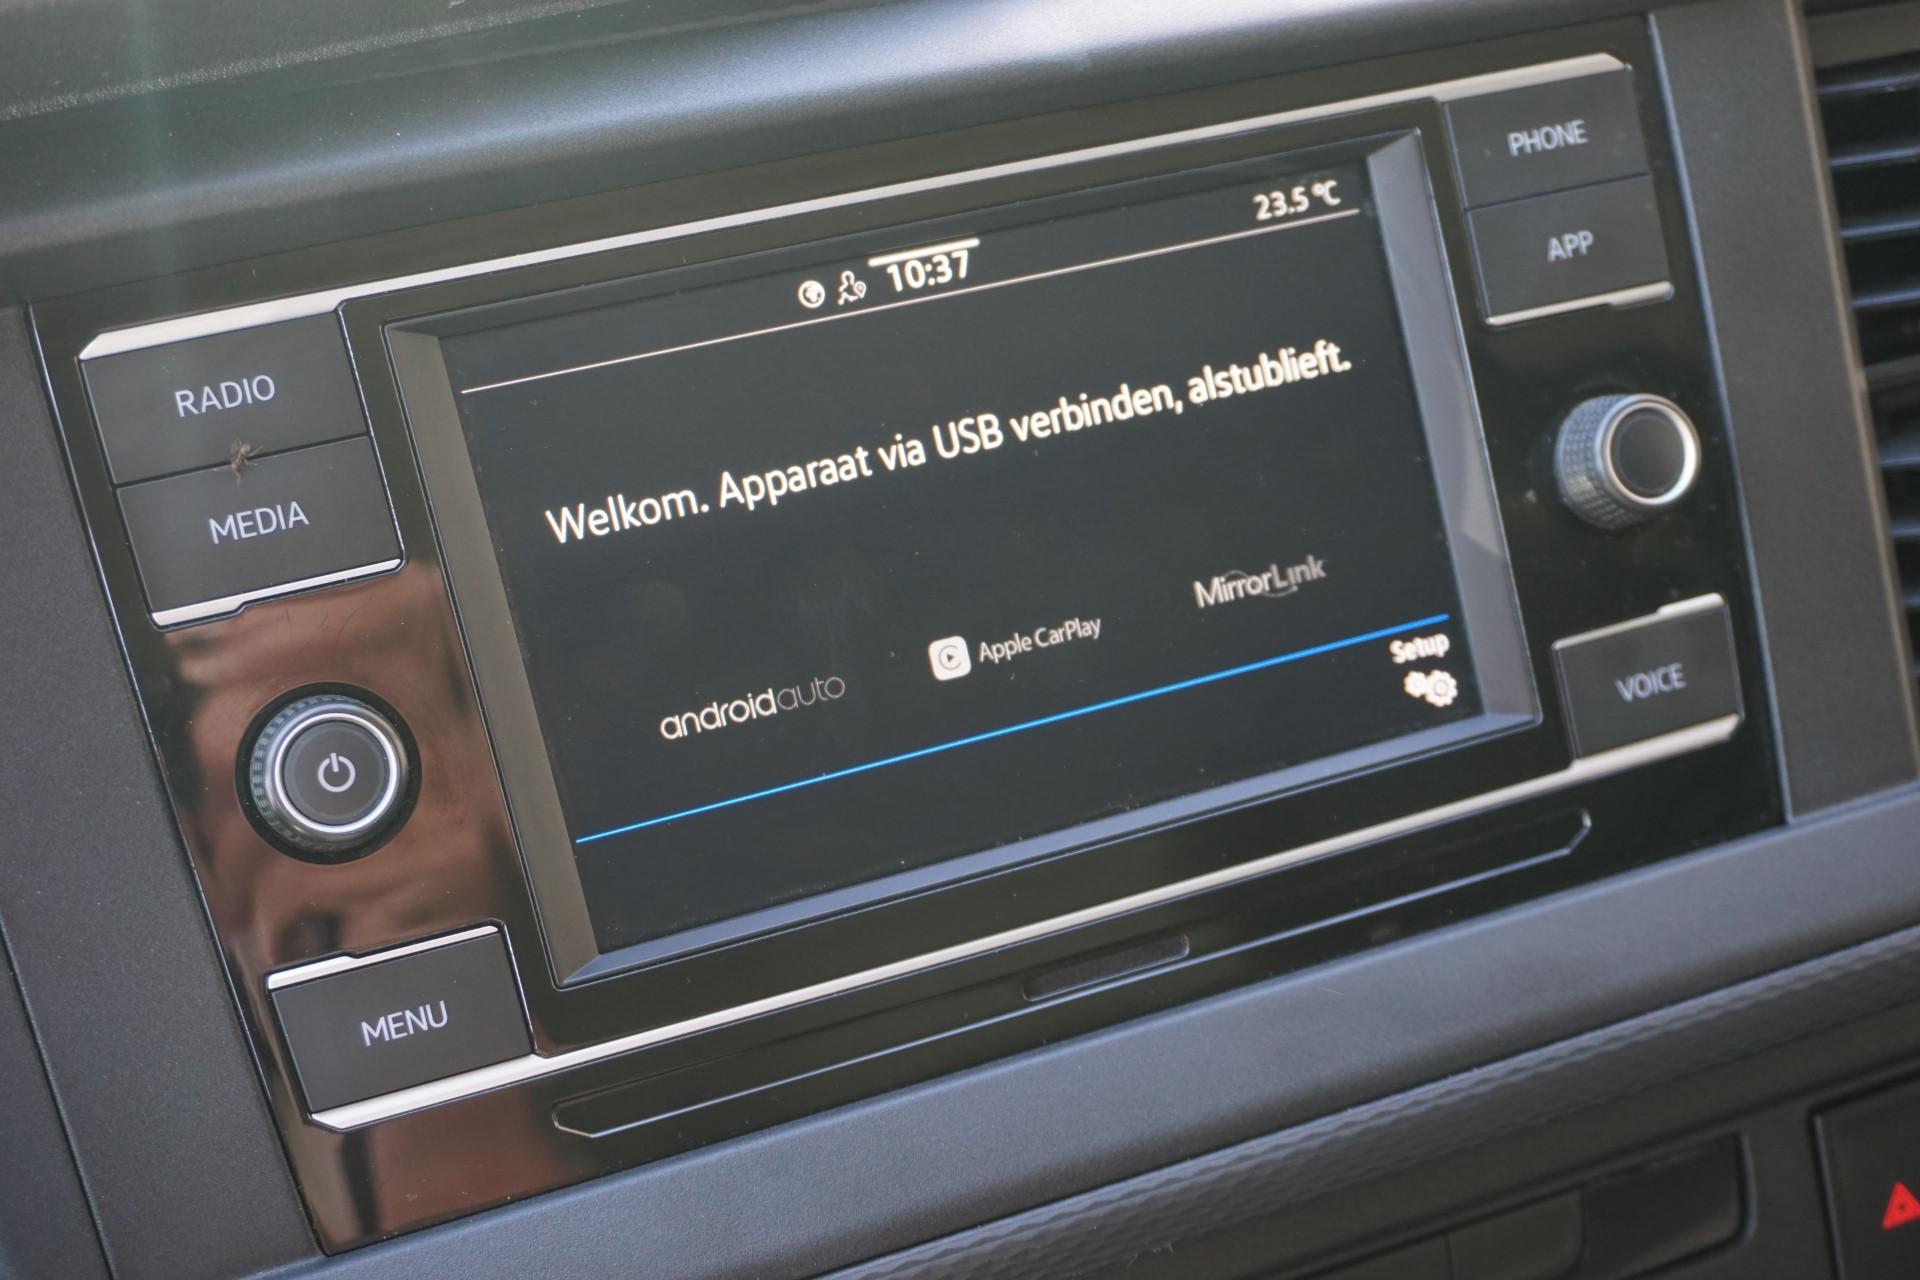 PHONE
23.5 °C
APP
10:37
RADIO
Welkom. Apparaat via USB verbinden, alstublieft.
MEDIA
MirrorLink
Apple CarPlay
androidauto
Setup
VOICE
MENU